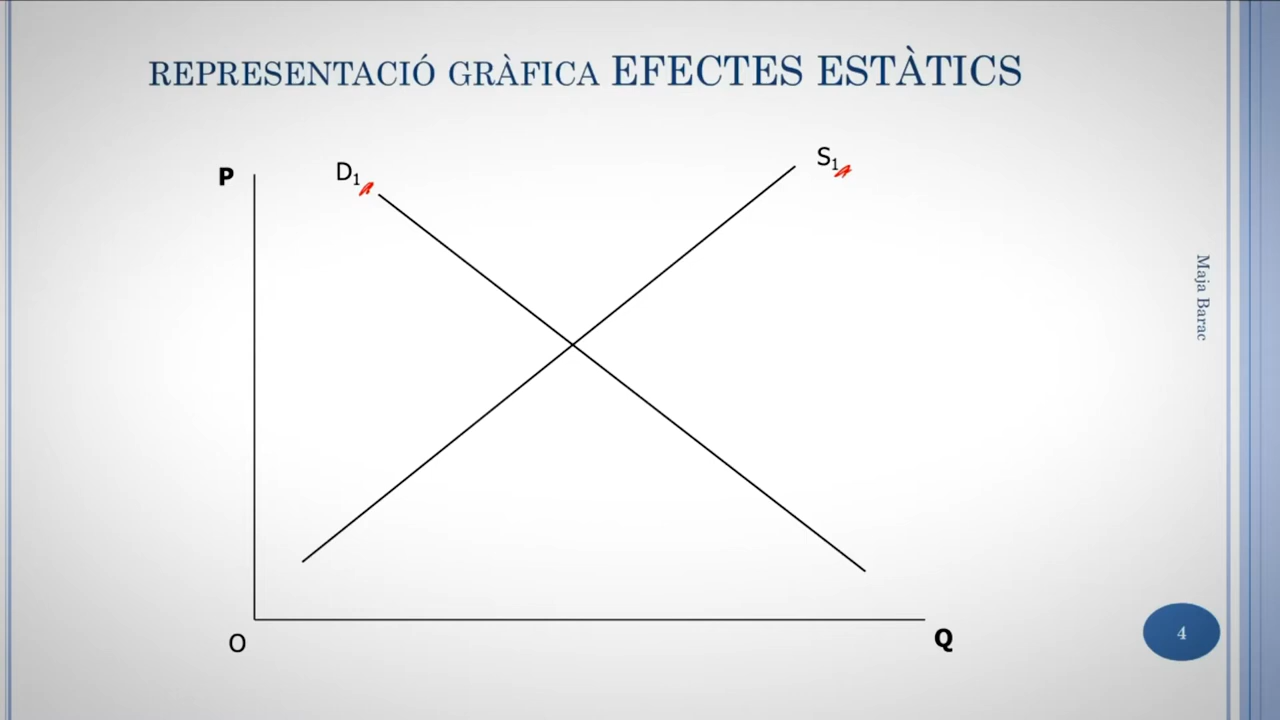 REPRESENTACIÓ GRÀFICA EFECTES ESTÀTICS
P
D₁
S₁
Maja Barac
O
Q
4